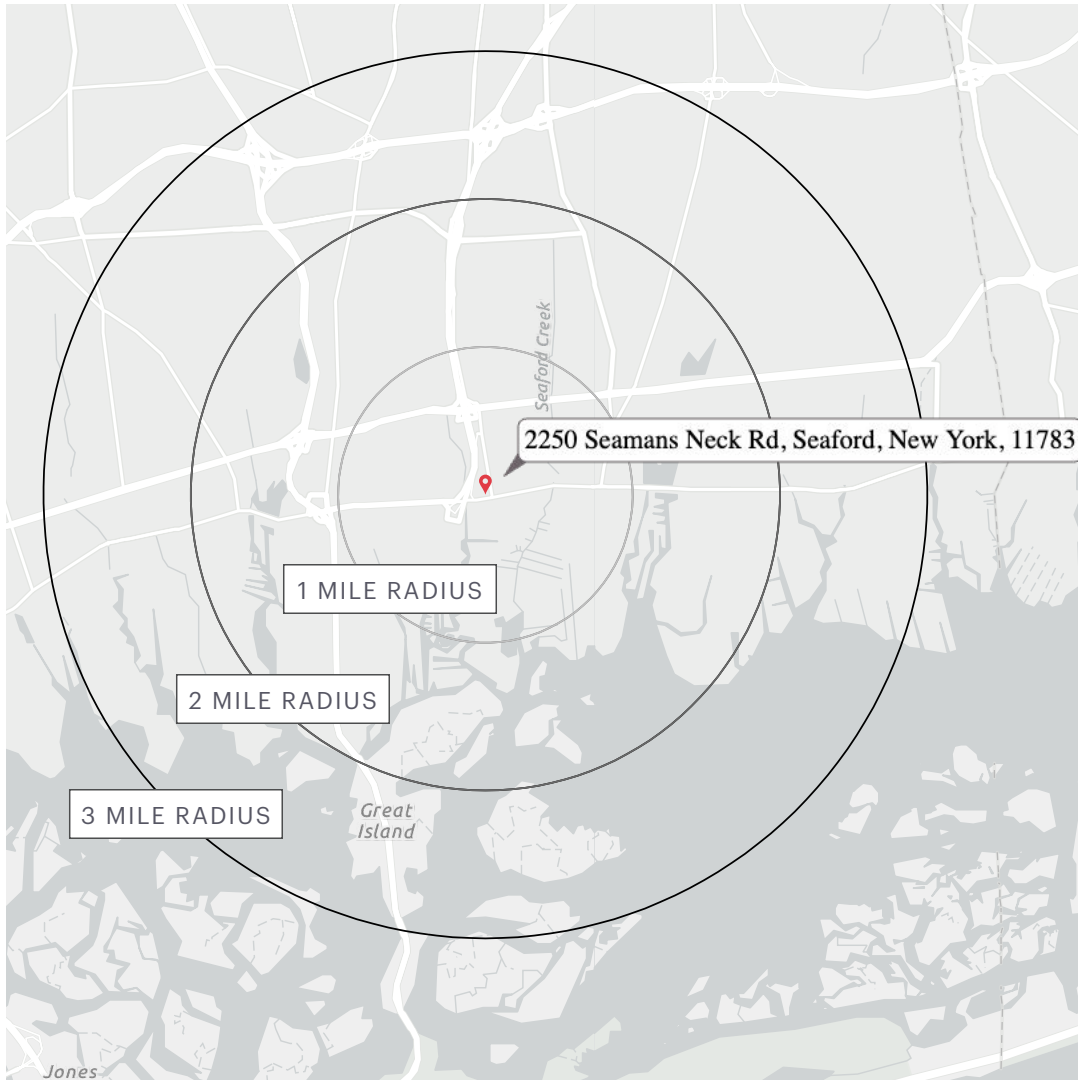 Seaford Creek
2250 Seamans Neck Rd, Seaford, New York, 11783
1 MILE RADIUS
2 MILE RADIUS
3 MILE RADIUS
Great
Island
Jones